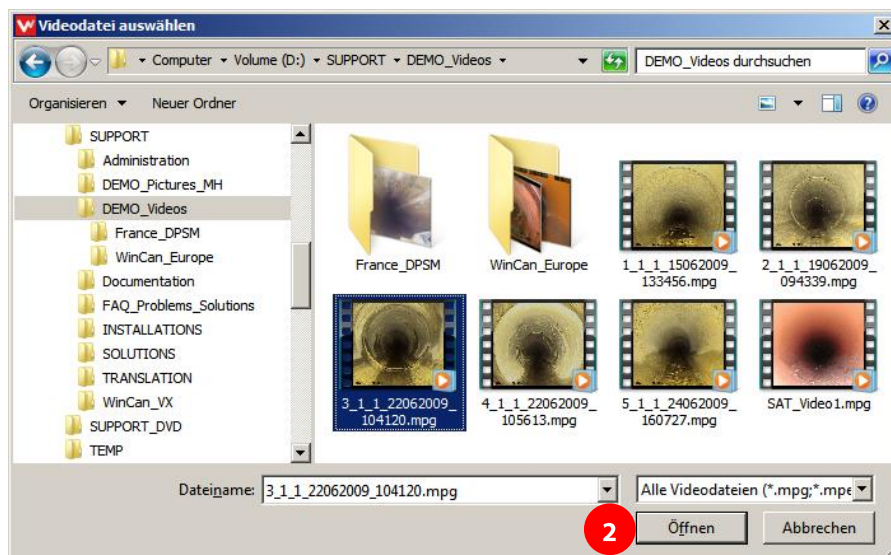 Videodatei auswählen
Computer Volume (D:) SUPPORT DEMO_Videos
DEMO_Videos durchsuchen
Organisieren
Neuer Ordner
SUPPORT
Administration
DEMO_Pictures_MH
DEMO_Videos
France_DPSM
WinCan_Europe
Documentation
FAQ_Problems_Solutions
INSTALLATIONS
SOLUTIONS
TRANSLATION
WinCan_VX
SUPPORT_DVD
TEMP
France_DPSM
WinCan_Europe
1_1_1_15062009_
133456.mpg
2_1_1_19062009_
094339.mpg
3_1_1_22062009_
104120.mpg
4_1_1_22062009_
105613.mpg
5_1_1_24062009_
160727.mpg
SAT_Video1.mpg
Dateiname:
3_1_1_22062009_104120.mpg
Alle Videodateien (*.mpg;*.mpe
2
Öffnen
Abbrechen